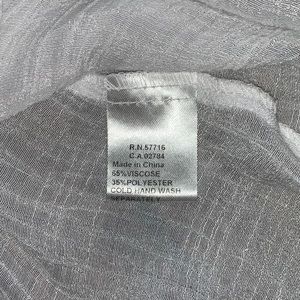 R.N.57716
C.A.02784
Made in China
65%VISCOSE
35%POLYESTER
COLD HAND WASH
SEPARATELY